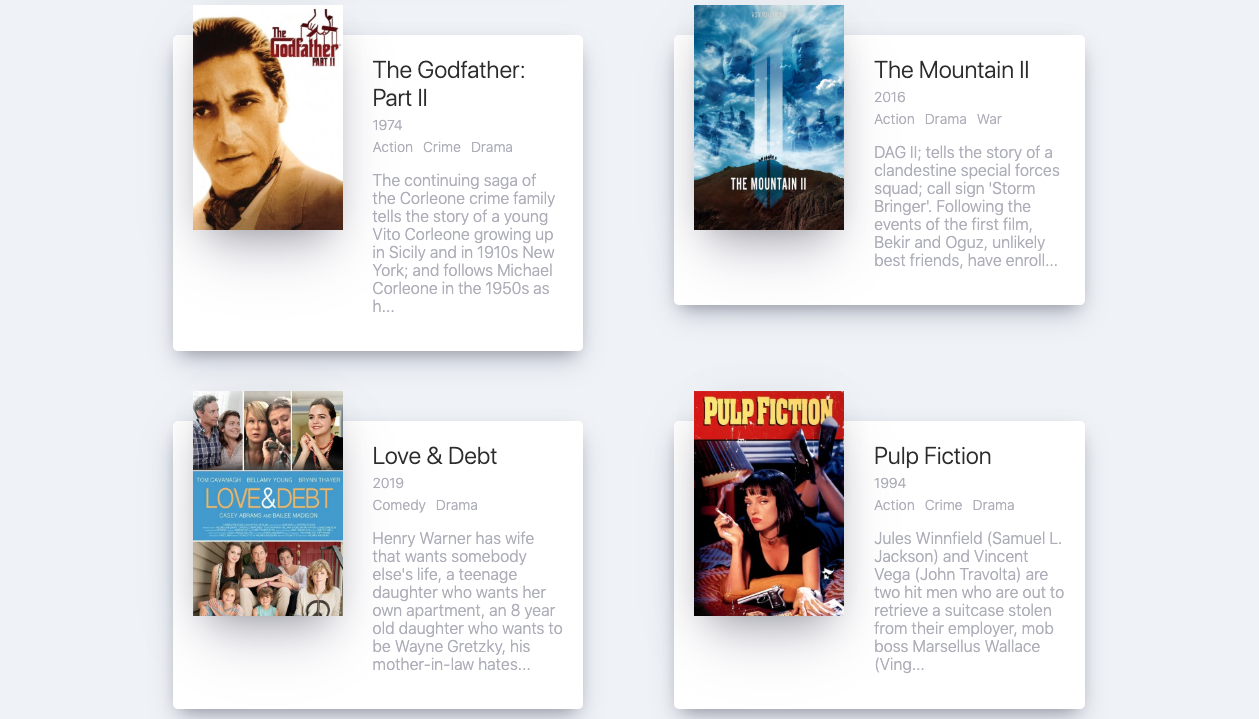 The
Godfather
PART II
The Godfather:
Part II
1974
Action Crime Drama
The continuing saga of
the Corleone crime family
tells the story of a young
Vito Corleone growing up
in Sicily and in 1910s New
York; and follows Michael
Corleone in the 1950s as
h...
THE MOUNTAIN II
The Mountain II
2016
Action Drama War
DAG II; tells the story of a
clandestine special forces
squad; call sign 'Storm
Bringer'. Following the
events of the first film,
Bekir and Oguz, unlikely
best friends, have enroll...
TOM CAVANAGH BELLAMY YOUNG BRYNN THAYER
LOVE&DEBT
CASEY ABRAMS AND BAILEE MADISON
Love & Debt
2019
Comedy Drama
Henry Warner has wife
that wants somebody
else's life, a teenage
daughter who wants her
own apartment, an 8 year
old daughter who wants to
be Wayne Gretzky, his
mother-in-law hates...
PULP FICTION
Pulp Fiction
1994
Action Crime Drama
Jules Winnfield (Samuel L.
Jackson) and Vincent
Vega (John Travolta) are
two hit men who are out to
retrieve a suitcase stolen
from their employer, mob
boss Marsellus Wallace
(Ving...